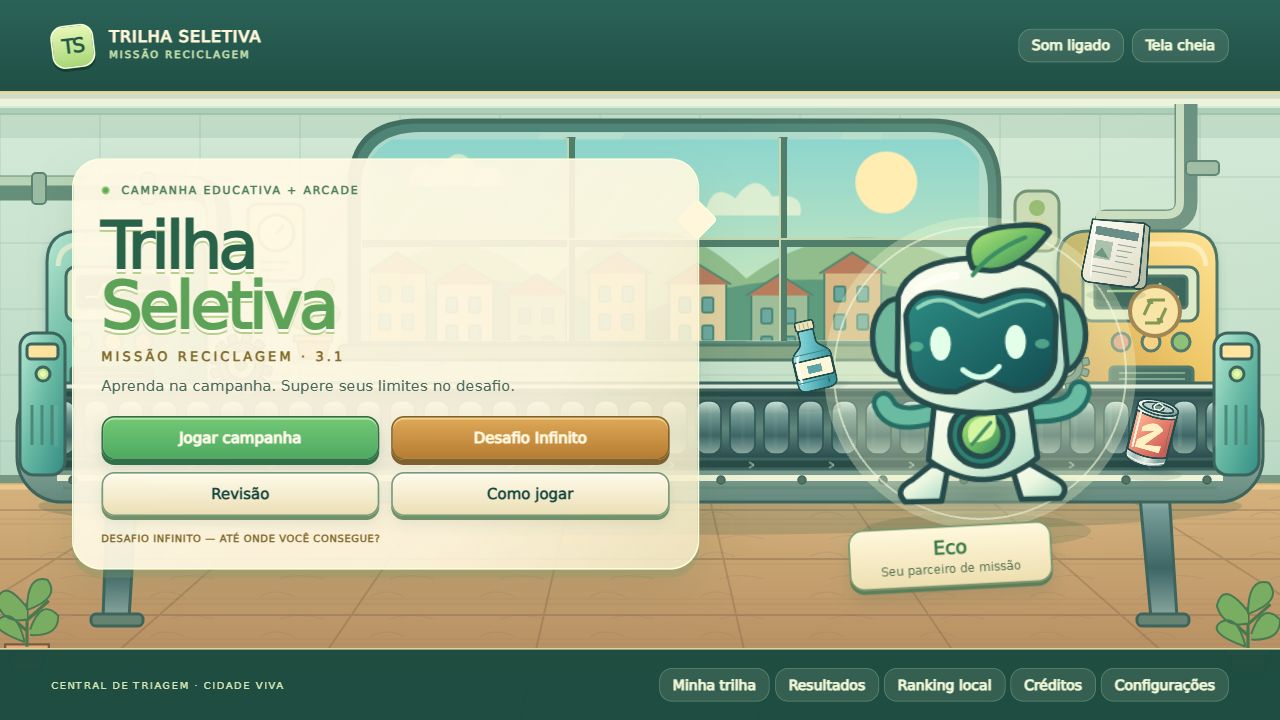 TS
TRILHA SELETIVA
MISSÃO RECICLAGEM
Som ligado
Tela cheia
CAMPANHA EDUCATIVA + ARCADE
Trilha
Seletiva
MISSÃO RECICLAGEM · 3.1
Aprenda na campanha. Supere seus limites no desafio.
Jogar campanha
Desafio Infinito
Revisão
Como jogar
DESAFIO INFINITO — ATÉ ONDE VOCÊ CONSEGUE?
Eco
Seu parceiro de missão
CENTRAL DE TRIAGEM · CIDADE VIVA
Minha trilha
Resultados
Ranking local
Créditos
Configurações